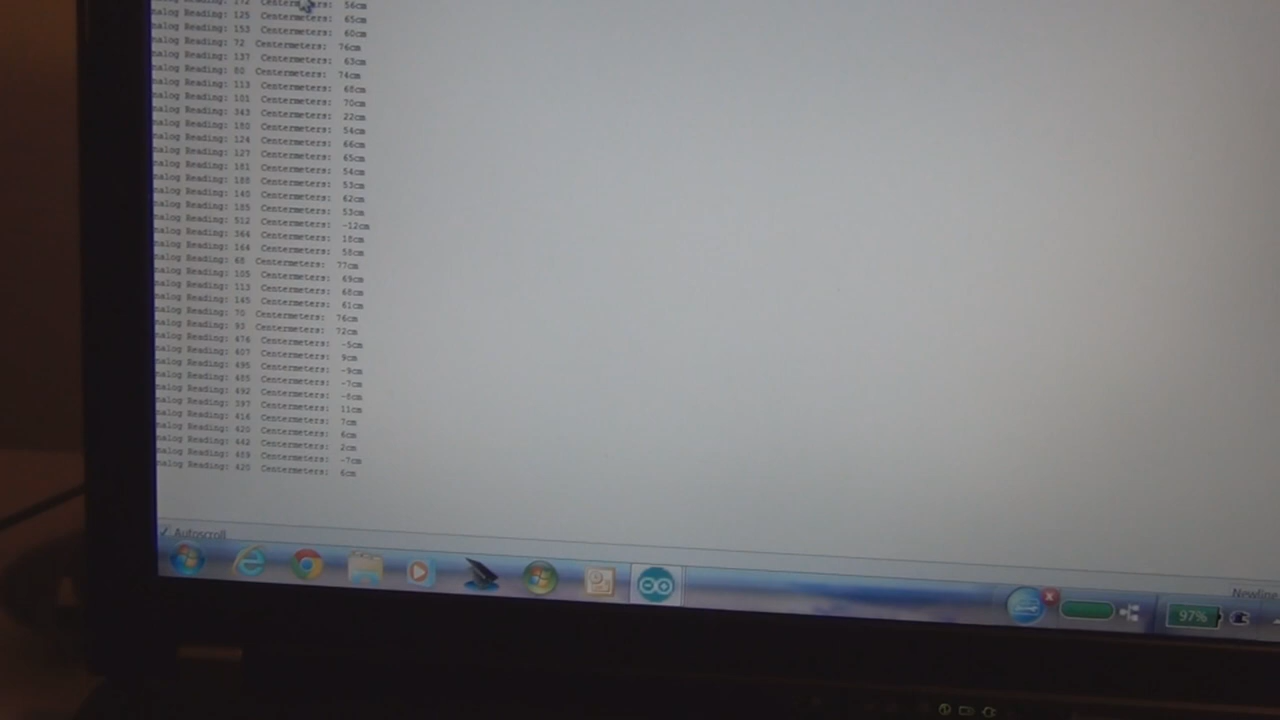 nalog Reading: 172 Centermeters: 56cm
nalog Reading: 125 Centermeters: 65cm
nalog Reading: 153 Centermeters: 60cm
nalog Reading: 72 Centermeters: 76cm
nalog Reading: 137 Centermeters: 63cm
nalog Reading: 80 Centermeters: 74cm
nalog Reading: 113 Centermeters: 68cm
nalog Reading: 101 Centermeters: 70cm
nalog Reading: 343 Centermeters: 22cm
nalog Reading: 180 Centermeters: 54cm
nalog Reading: 124 Centermeters: 66cm
nalog Reading: 127 Centermeters: 65cm
nalog Reading: 181 Centermeters: 54cm
nalog Reading: 188 Centermeters: 53cm
nalog Reading: 140 Centermeters: 62cm
nalog Reading: 185 Centermeters: 53cm
nalog Reading: 512 Centermeters: -12cm
nalog Reading: 364 Centermeters: 18cm
nalog Reading: 164 Centermeters: 58cm
nalog Reading: 68 Centermeters: 77cm
nalog Reading: 105 Centermeters: 69cm
nalog Reading: 113 Centermeters: 68cm
nalog Reading: 145 Centermeters: 61cm
nalog Reading: 70 Centermeters: 76cm
nalog Reading: 93 Centermeters: 72cm
nalog Reading: 476 Centermeters: -5cm
nalog Reading: 407 Centermeters: 9cm
nalog Reading: 495 Centermeters: -9cm
nalog Reading: 485 Centermeters: -7cm
nalog Reading: 492 Centermeters: -8cm
nalog Reading: 397 Centermeters: 11cm
nalog Reading: 416 Centermeters: 7cm
nalog Reading: 420 Centermeters: 6cm
nalog Reading: 442 Centermeters: 2cm
nalog Reading: 489 Centermeters: -7cm
nalog Reading: 425 Centermeters: 6cm
Autoscroll
Newline
97%